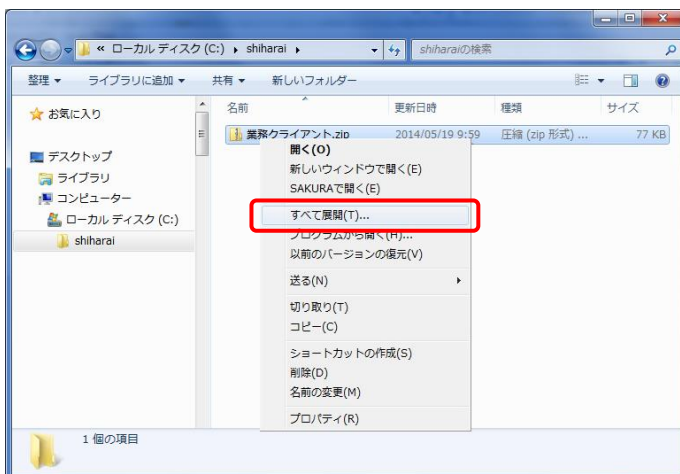 « ローカル ディスク (C:) ▸ shiharai ▸
shiharaiの検索
整理 ▼ ライブラリに追加 ▼ 共有 ▼ 新しいフォルダー
お気に入り
デスクトップ
ライブラリ
コンピューター
ローカル ディスク (C:)
shiharai
名前 更新日時 種類 サイズ
業務クライアント.zip 2014/05/19 9:59 圧縮 (zip 形式) ... 77 KB
開く(O)
新しいウィンドウで開く(E)
SAKURAで開く(E)
すべて展開(T)...
プログラムから開く(H)...
以前のバージョンの復元(V)
送る(N)
切り取り(T)
コピー(C)
ショートカットの作成(S)
削除(D)
名前の変更(M)
プロパティ(R)
1 個の項目